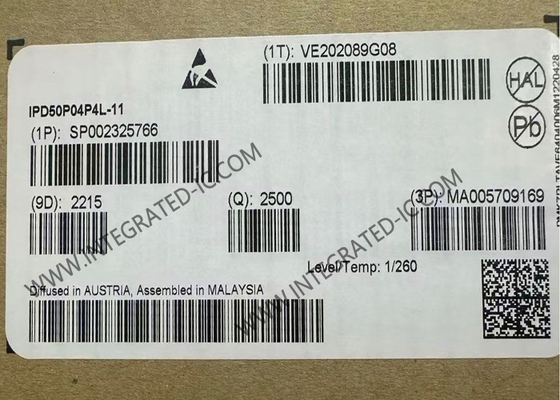 (1T): VE202089G08
HAL
IPD50P04P4L-11
(1P): SP002325766
Pb
(9D): 2215
(Q): 2500
(3P): MA005709169
Level/Temp: 1/260
Diffused in AUSTRIA, Assembled in MALAYSIA
WWW.INTEGRATED-IC.COM
WWW.INTEGRATED-IC.COM